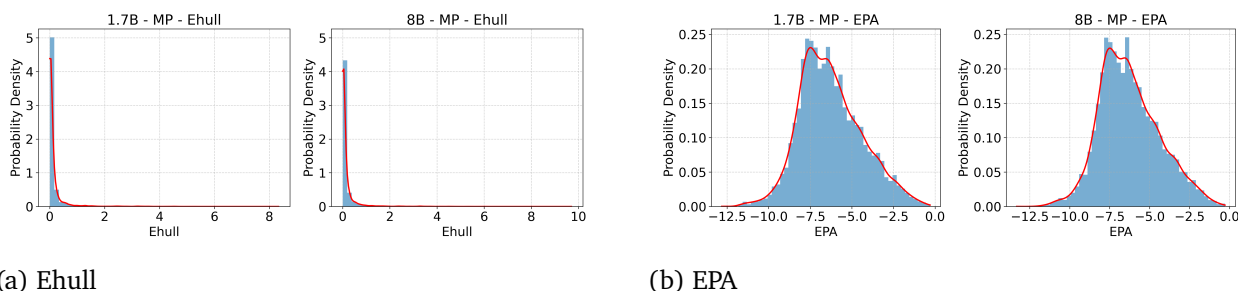 1.7B - MP - Ehull
8B - MP - Ehull
1.7B - MP - EPA
8B - MP - EPA
Probability Density
5
4
3
2
1
0
0 2 4 6 8
Ehull
Probability Density
5
4
3
2
1
0
0 2 4 6 8 10
Ehull
Probability Density
0.25
0.20
0.15
0.10
0.05
0.00
−12.5 −10.0 −7.5 −5.0 −2.5 0.0
EPA
Probability Density
0.25
0.20
0.15
0.10
0.05
0.00
−12.5 −10.0 −7.5 −5.0 −2.5 0.0
EPA
(a) Ehull
(b) EPA